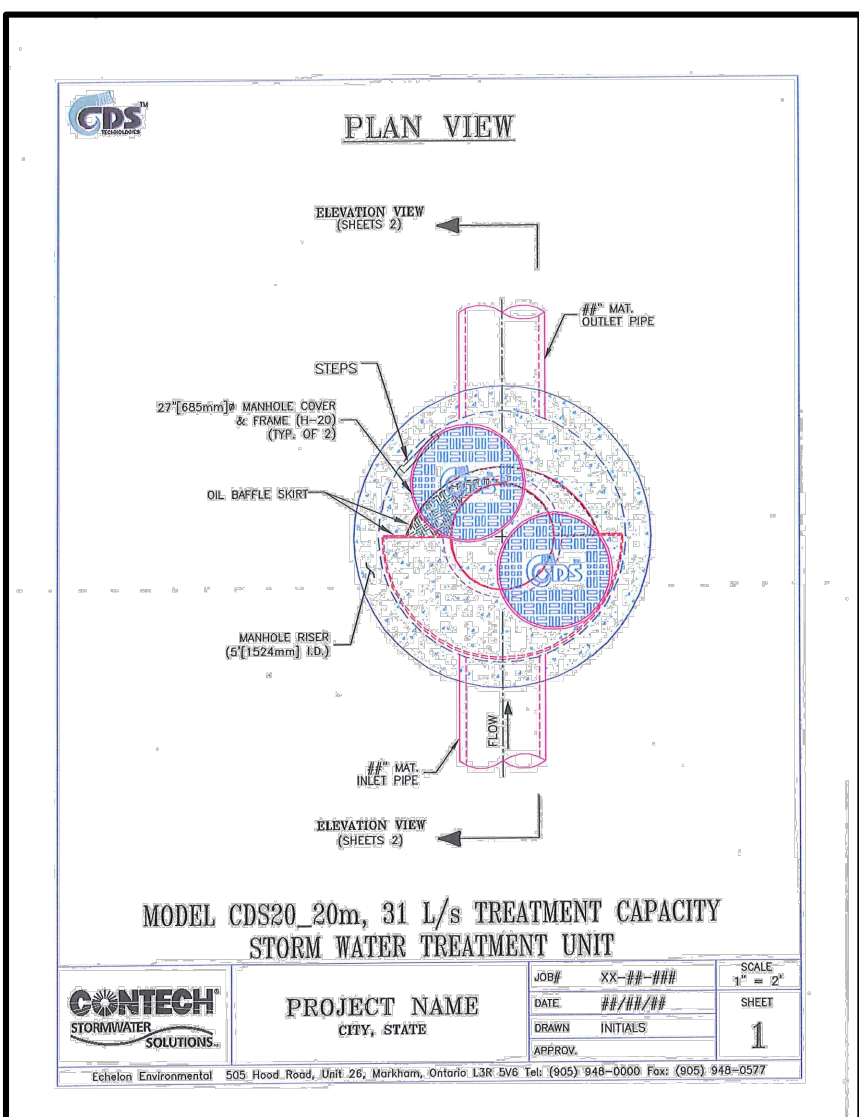 CDS TM
TECHNOLOGIES
PLAN VIEW
ELEVATION VIEW
(SHEETS 2)
##" MAT.
OUTLET PIPE
STEPS
27"[685mm]ø MANHOLE COVER
& FRAME (H-20)
(TYP. OF 2)
OIL BAFFLE SKIRT
CDS
MANHOLE RISER
(5'[1524mm] I.D.)
FLOW
##" MAT.
INLET PIPE
ELEVATION VIEW
(SHEETS 2)
MODEL CDS20_20m, 31 L/s TREATMENT CAPACITY
STORM WATER TREATMENT UNIT
CONTECH®
STORMWATER
SOLUTIONS
PROJECT NAME
CITY, STATE
JOB# XX-##-###
DATE ##/##/##
DRAWN INITIALS
APPROV.
SCALE
1" = 2'
SHEET
1
Echelon Environmental 505 Hood Road, Unit 26, Markham, Ontario L3R 5V6 Tel: (905) 948-0000 Fax: (905) 948-0577